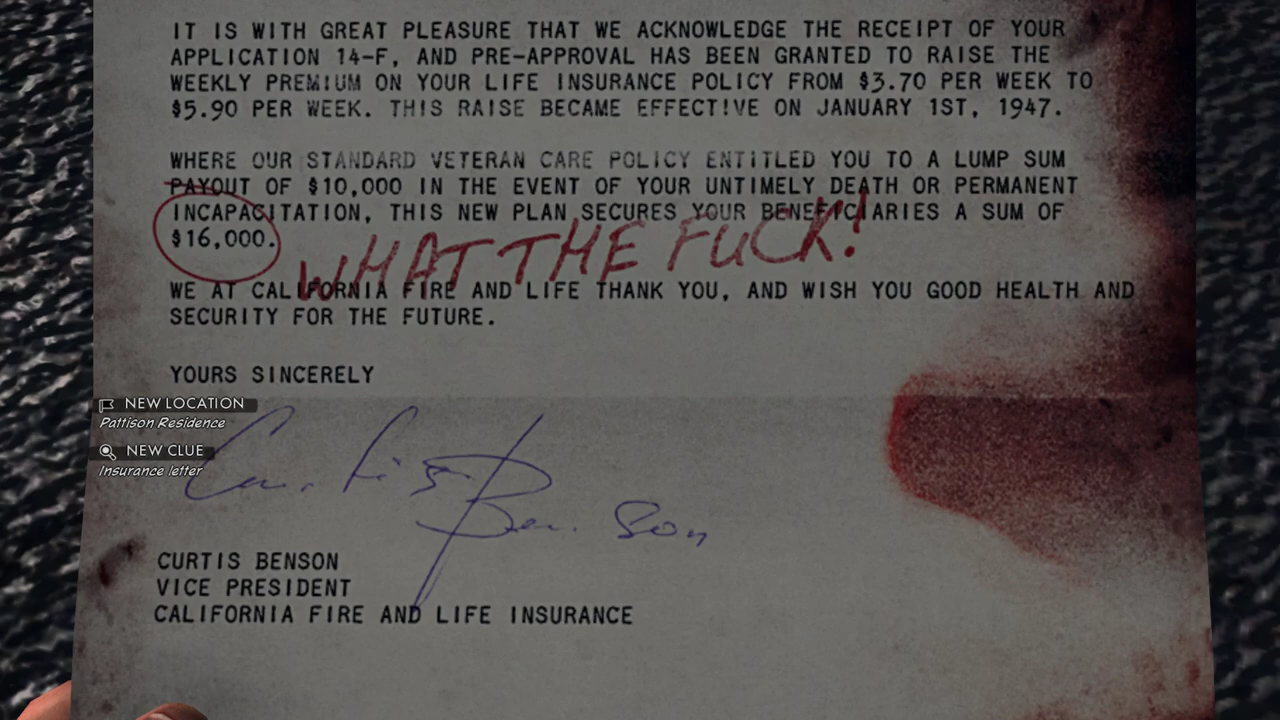 IT IS WITH GREAT PLEASURE THAT WE ACKNOWLEDGE THE RECEIPT OF YOUR
APPLICATION 14-F, AND PRE-APPROVAL HAS BEEN GRANTED TO RAISE THE
WEEKLY PREMIUM ON YOUR LIFE INSURANCE POLICY FROM $3.70 PER WEEK TO
$5.90 PER WEEK. THIS RAISE BECAME EFFECTIVE ON JANUARY 1ST, 1947.
WHERE OUR STANDARD VETERAN CARE POLICY ENTITLED YOU TO A LUMP SUM
PAYOUT OF $10,000 IN THE EVENT OF YOUR UNTIMELY DEATH OR PERMANENT
INCAPACITATION, THIS NEW PLAN SECURES YOUR BENEFICIARIES A SUM OF
$16,000.
WHAT THE FUCK!
WE AT CALIFORNIA FIRE AND LIFE THANK YOU, AND WISH YOU GOOD HEALTH AND
SECURITY FOR THE FUTURE.
YOURS SINCERELY
NEW LOCATION
Pattison Residence
NEW CLUE
Insurance letter
Curtis Benson
CURTIS BENSON
VICE PRESIDENT
CALIFORNIA FIRE AND LIFE INSURANCE